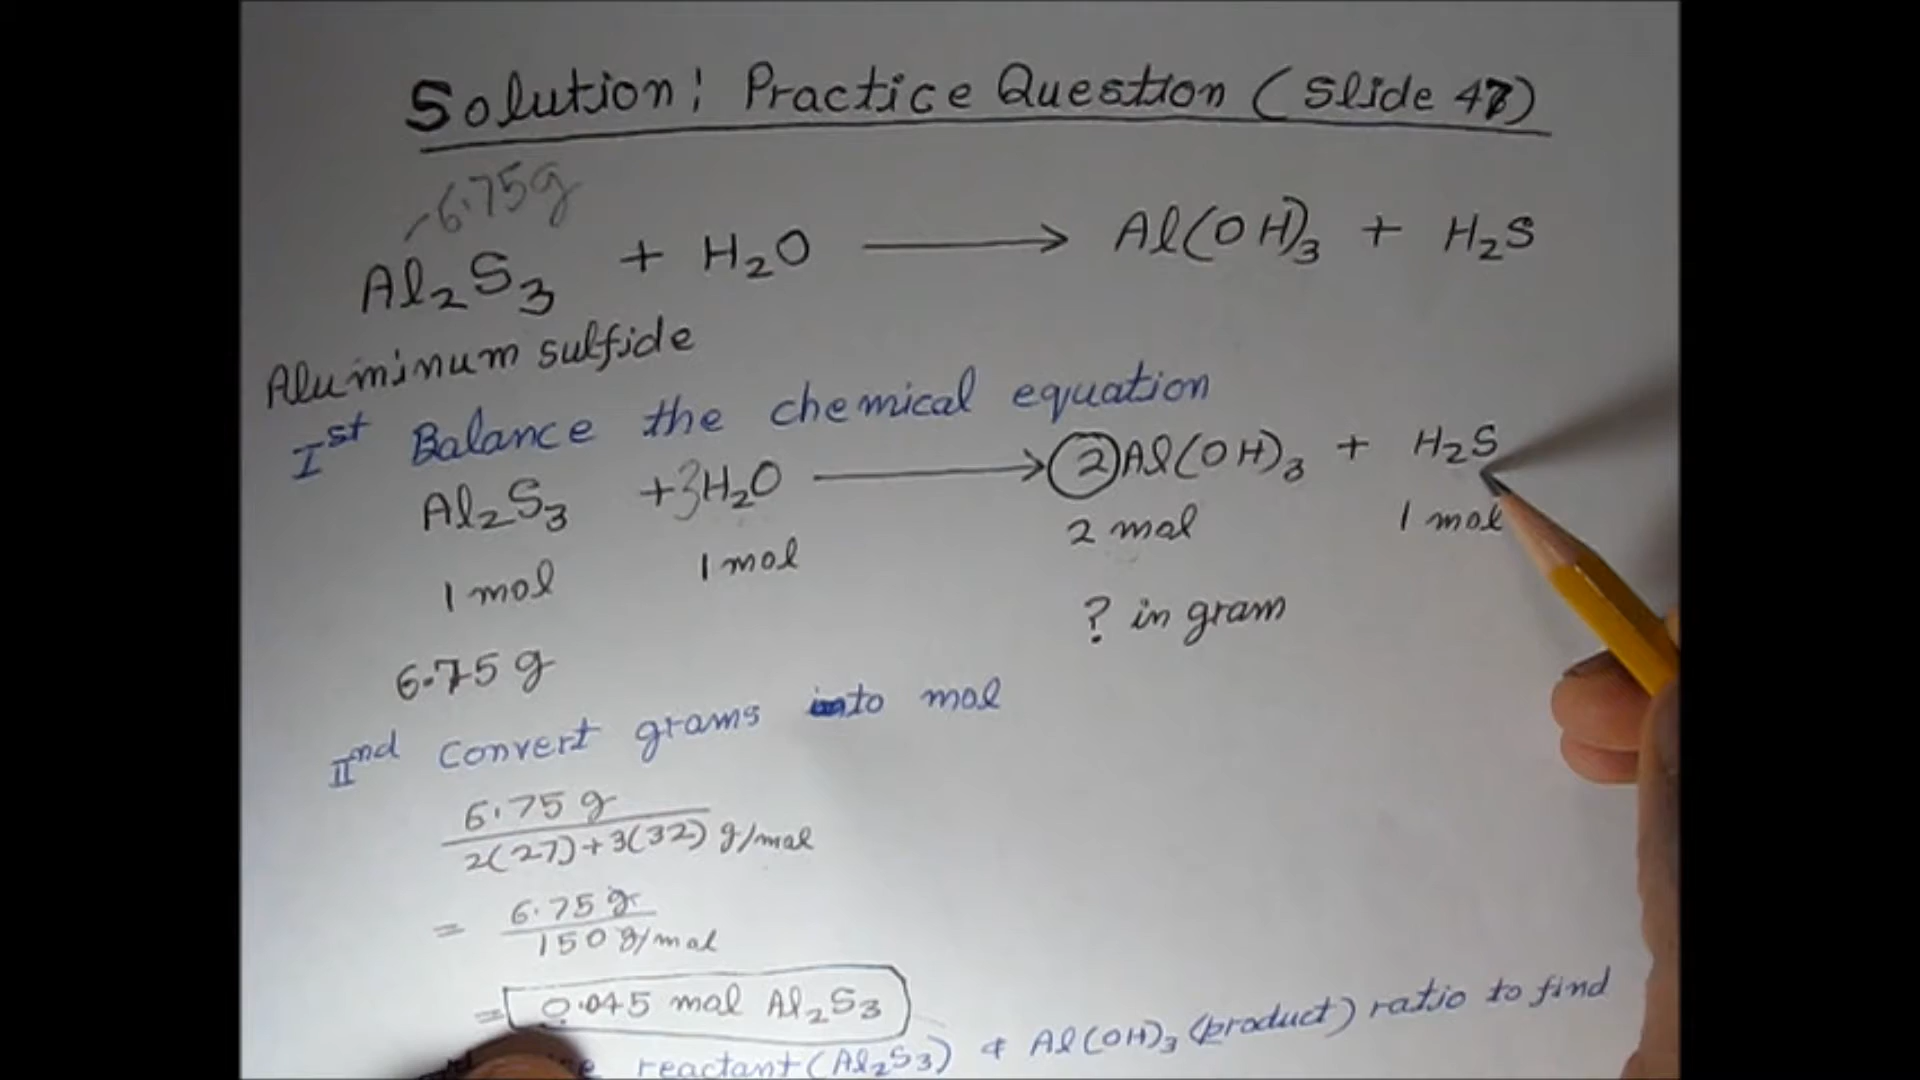 Solution: Practice Question (Slide 47)
6.75g
Al₂S₃ + H₂O ⟶ Al(OH)₃ + H₂S
Aluminum sulfide
Iˢᵗ Balance the chemical equation
Al₂S₃ +3H₂O ⟶ 2Al(OH)₃ + H₂S
1 mol 1 mol 2 mol 1 mol
6.75 g ? in gram
IIⁿᵈ Convert grams into mol
6.75 g
2(27)+3(32) g/mol
= 6.75 g
150 g/mol
= 0.045 mol Al₂S₃
reactant (Al₂S₃) & Al(OH)₃ (product) ratio to find